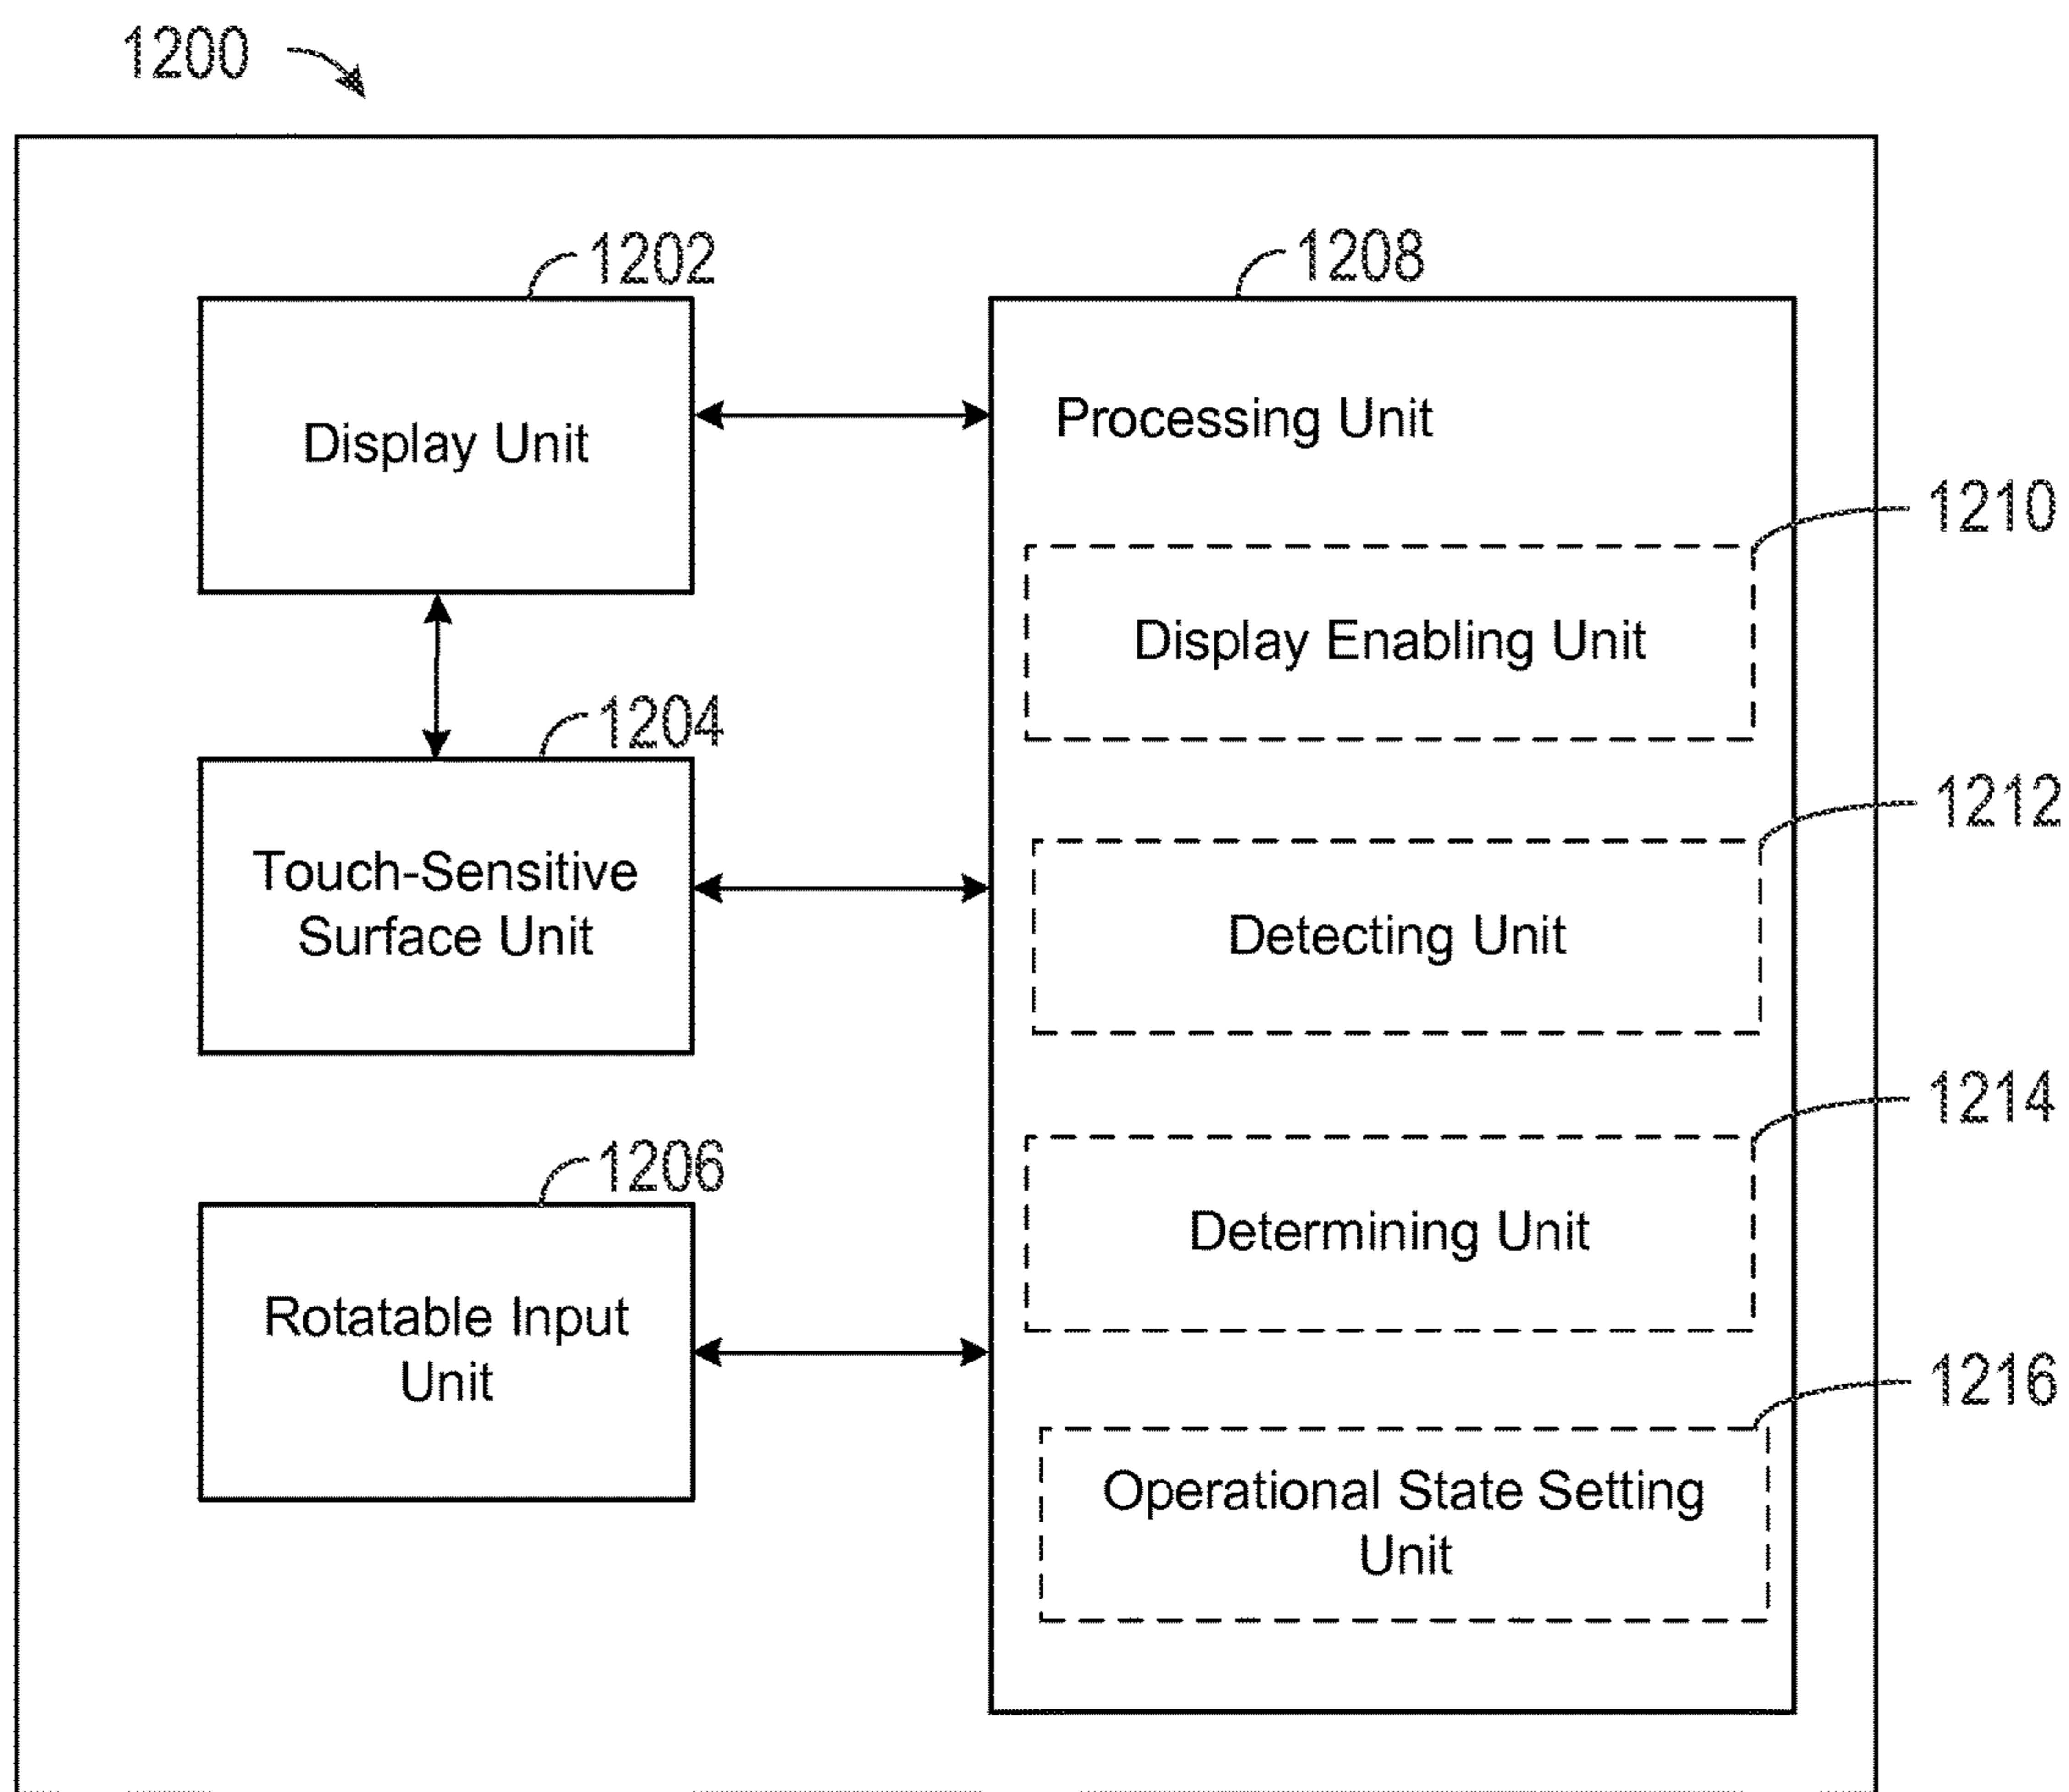 1200
1202
1208
Display Unit
Processing Unit
1210
Display Enabling Unit
1204
1212
Touch-Sensitive
Surface Unit
Detecting Unit
1214
1206
Determining Unit
Rotatable Input
Unit
1216
Operational State Setting
Unit